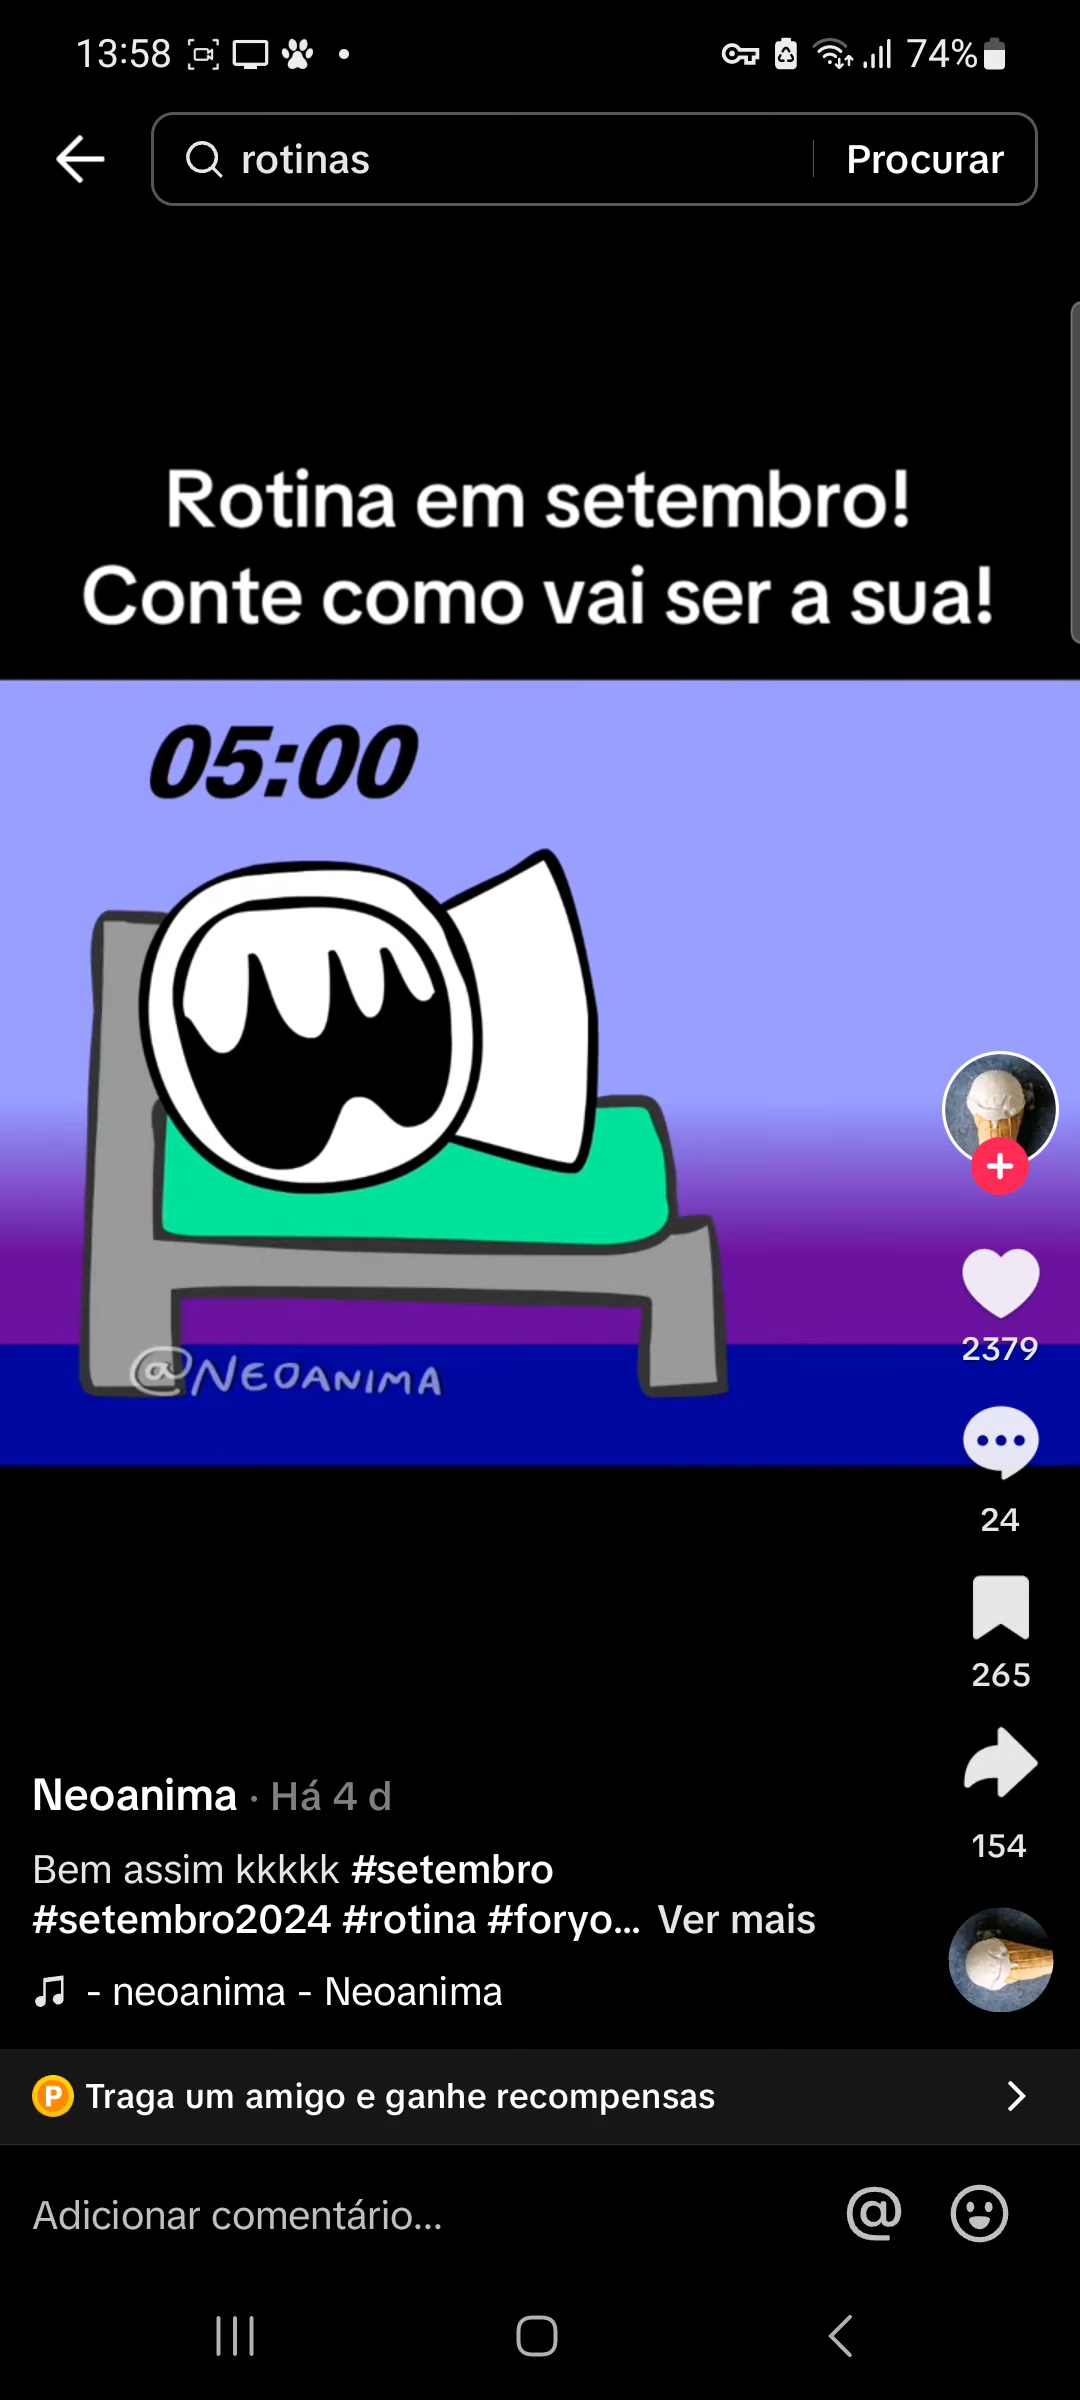 13:58
74%
rotinas
Procurar
Rotina em setembro!
Conte como vai ser a sua!
05:00
@NEOANIMA
2379
24
265
154
Neoanima · Há 4 d
Bem assim kkkkk #setembro
#setembro2024 #rotina #foryo... Ver mais
- neoanima - Neoanima
P Traga um amigo e ganhe recompensas
Adicionar comentário...